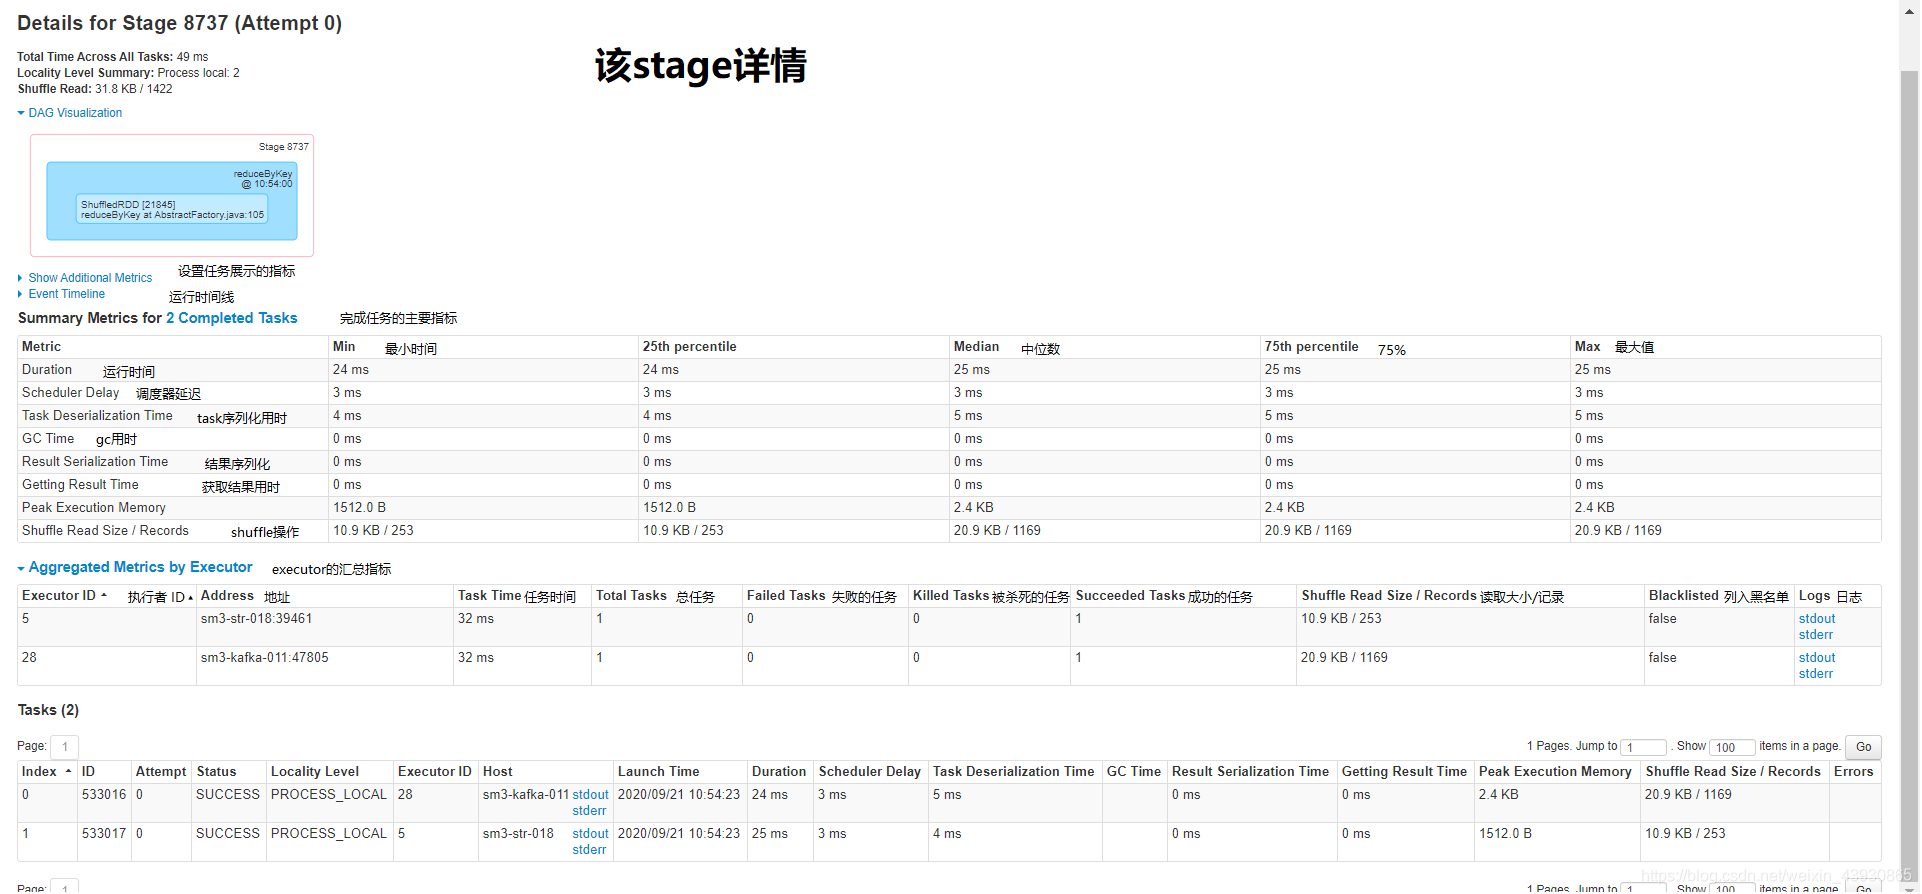 Details for Stage 8737 (Attempt 0)
该stage详情
Total Time Across All Tasks: 49 ms
Locality Level Summary: Process local: 2
Shuffle Read: 31.8 KB / 1422
DAG Visualization
Stage 8737
reduceByKey
@ 10:54:00
ShuffledRDD [21845]
reduceByKey at AbstractFactory.java:105
Show Additional Metrics 设置任务展示的指标
Event Timeline 运行时间线
Summary Metrics for 2 Completed Tasks 完成任务的主要指标
Metric Min 最小时间 25th percentile Median 中位数 75th percentile 75% Max 最大值
Duration 运行时间 24 ms 24 ms 25 ms 25 ms 25 ms
Scheduler Delay 调度器延迟 3 ms 3 ms 3 ms 3 ms 3 ms
Task Deserialization Time task序列化用时 4 ms 4 ms 5 ms 5 ms 5 ms
GC Time gc用时 0 ms 0 ms 0 ms 0 ms 0 ms
Result Serialization Time 结果序列化 0 ms 0 ms 0 ms 0 ms 0 ms
Getting Result Time 获取结果用时 0 ms 0 ms 0 ms 0 ms 0 ms
Peak Execution Memory 1512.0 B 1512.0 B 2.4 KB 2.4 KB 2.4 KB
Shuffle Read Size / Records shuffle操作 10.9 KB / 253 10.9 KB / 253 20.9 KB / 1169 20.9 KB / 1169 20.9 KB / 1169
Aggregated Metrics by Executor executor的汇总指标
Executor ID 执行者 ID Address 地址 Task Time 任务时间 Total Tasks 总任务 Failed Tasks 失败的任务 Killed Tasks 被杀死的任务 Succeeded Tasks 成功的任务 Shuffle Read Size / Records 读取大小/记录 Blacklisted 列入黑名单 Logs 日志
5 sm3-str-018:39461 32 ms 1 0 0 1 10.9 KB / 253 false stdout
stderr
28 sm3-kafka-011:47805 32 ms 1 0 0 1 20.9 KB / 1169 false stdout
stderr
Tasks (2)
Page: 1 1 Pages. Jump to 1 . Show 100 items in a page. Go
Index ID Attempt Status Locality Level Executor ID Host Launch Time Duration Scheduler Delay Task Deserialization Time GC Time Result Serialization Time Getting Result Time Peak Execution Memory Shuffle Read Size / Records Errors
0 533016 0 SUCCESS PROCESS_LOCAL 28 sm3-kafka-011 stdout 2020/09/21 10:54:23 24 ms 3 ms 5 ms 0 ms 0 ms 2.4 KB 20.9 KB / 1169
stderr
1 533017 0 SUCCESS PROCESS_LOCAL 5 sm3-str-018 stdout 2020/09/21 10:54:23 25 ms 3 ms 4 ms 0 ms 0 ms 1512.0 B 10.9 KB / 253
stderr
Page: 1 1 Pages. Jump to 1 . Show 100 items in a page. Go
https://blog.csdn.net/weixin_43930865